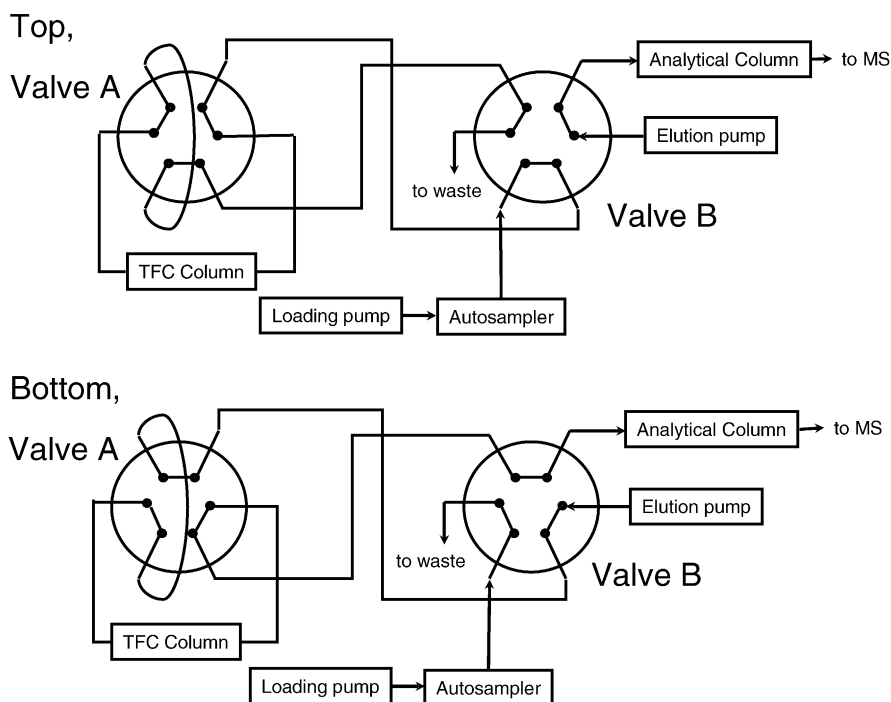 Top,
Valve A
Analytical Column
to MS
Elution pump
to waste
Valve B
TFC Column
Loading pump
Autosampler
Bottom,
Valve A
Analytical Column
to MS
Elution pump
to waste
Valve B
TFC Column
Loading pump
Autosampler